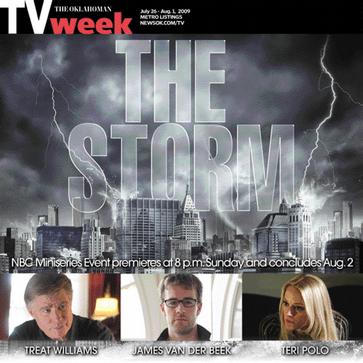 THE OKLAHOMAN
TV week
July 26 - Aug. 1, 2009
METRO LISTINGS
NEWSOK.COM/TV
THE
STORM
NBC Miniseries Event premieres at 8 p.m. Sunday and concludes Aug. 2
TREAT WILLIAMS
JAMES VAN DER BEEK
TERI POLO